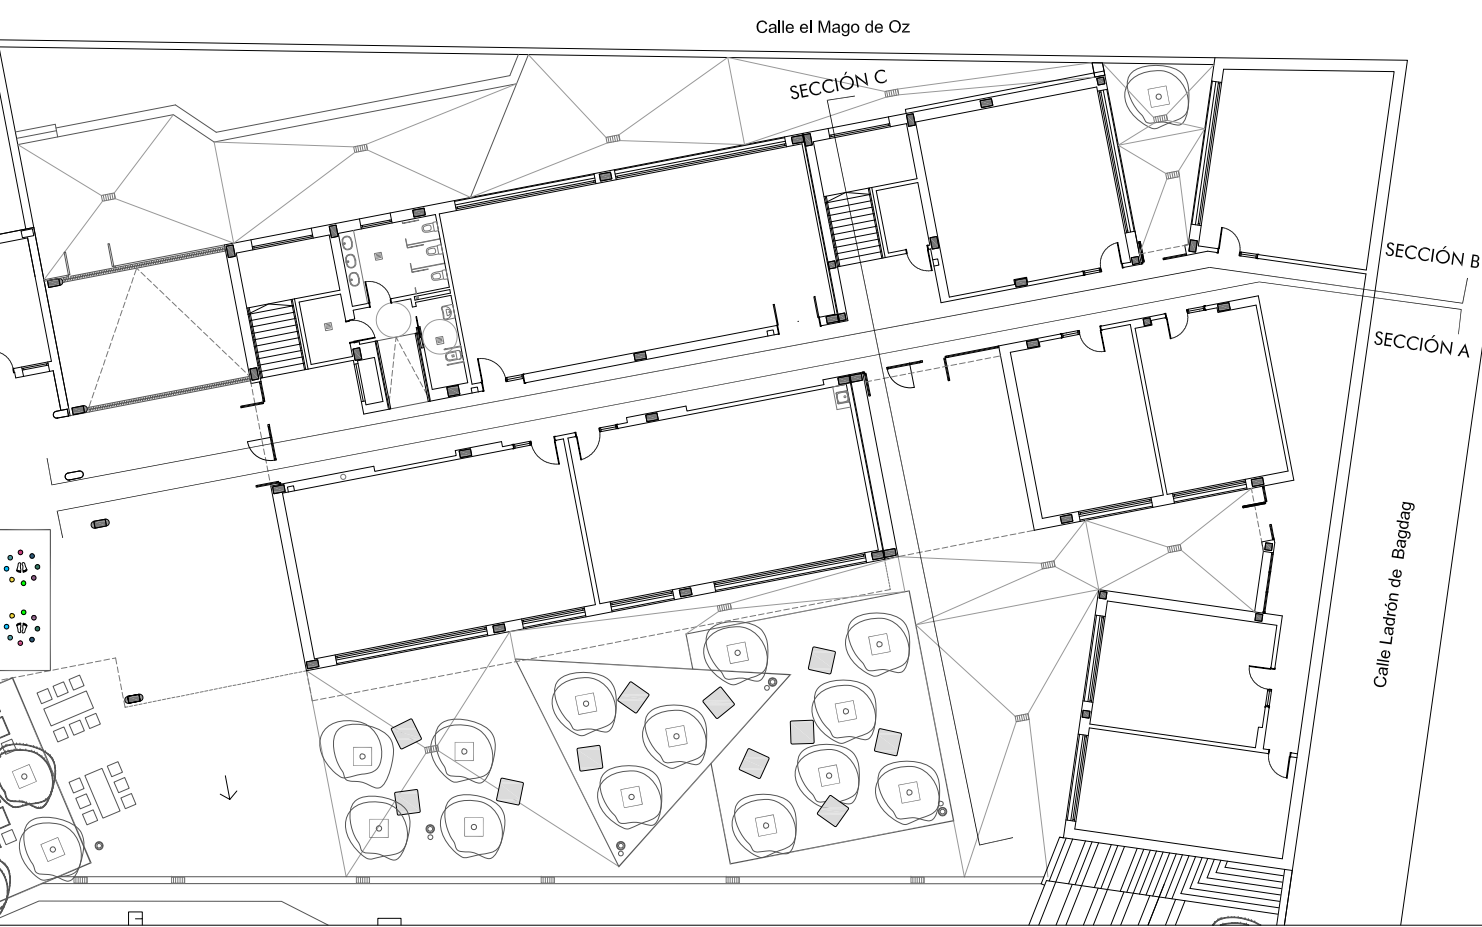 Calle el Mago de Oz
SECCIÓN C
SECCIÓN B
SECCIÓN A
Calle Ladrón de Bagdag